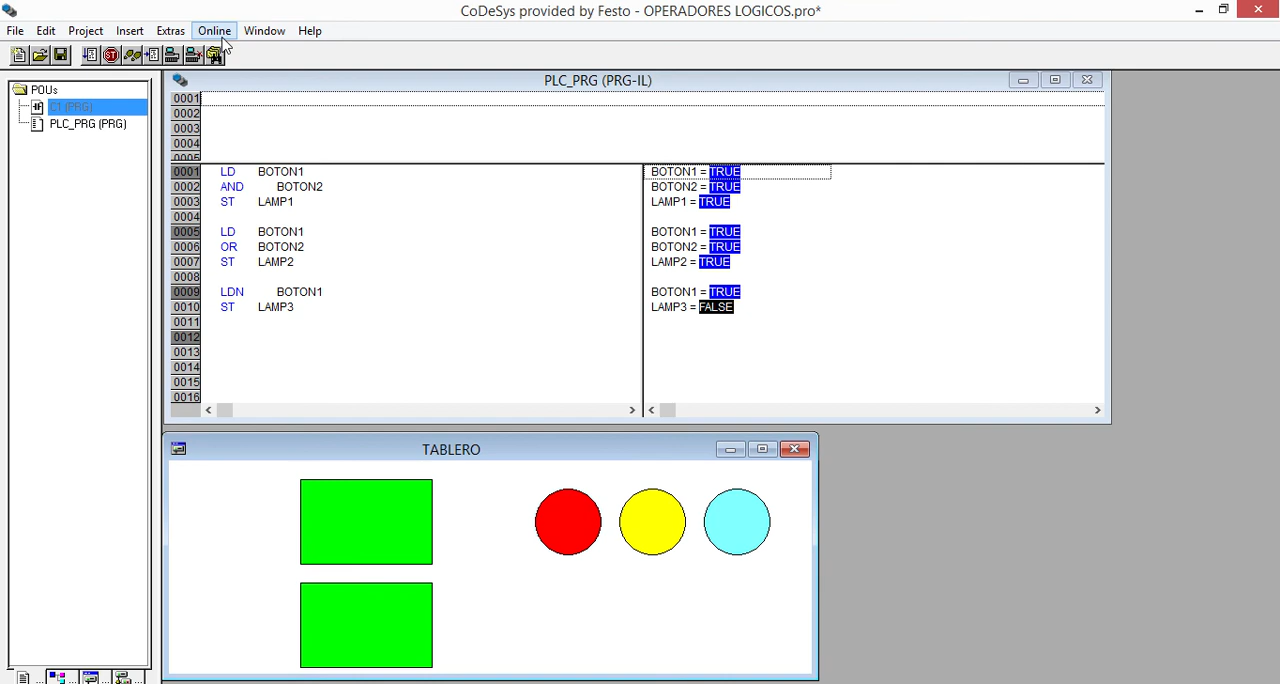 CoDeSys provided by Festo - OPERADORES LOGICOS.pro*
File Edit Project Insert Extras Online Window Help
POUs
C1 (PRG)
PLC_PRG (PRG)
PLC_PRG (PRG-IL)
0001
0002
0003
0004
0005
0001 LD BOTON1 BOTON1 = TRUE
0002 AND BOTON2 BOTON2 = TRUE
0003 ST LAMP1 LAMP1 = TRUE
0004
0005 LD BOTON1 BOTON1 = TRUE
0006 OR BOTON2 BOTON2 = TRUE
0007 ST LAMP2 LAMP2 = TRUE
0008
0009 LDN BOTON1 BOTON1 = TRUE
0010 ST LAMP3 LAMP3 = FALSE
0011
0012
0013
0014
0015
0016
TABLERO